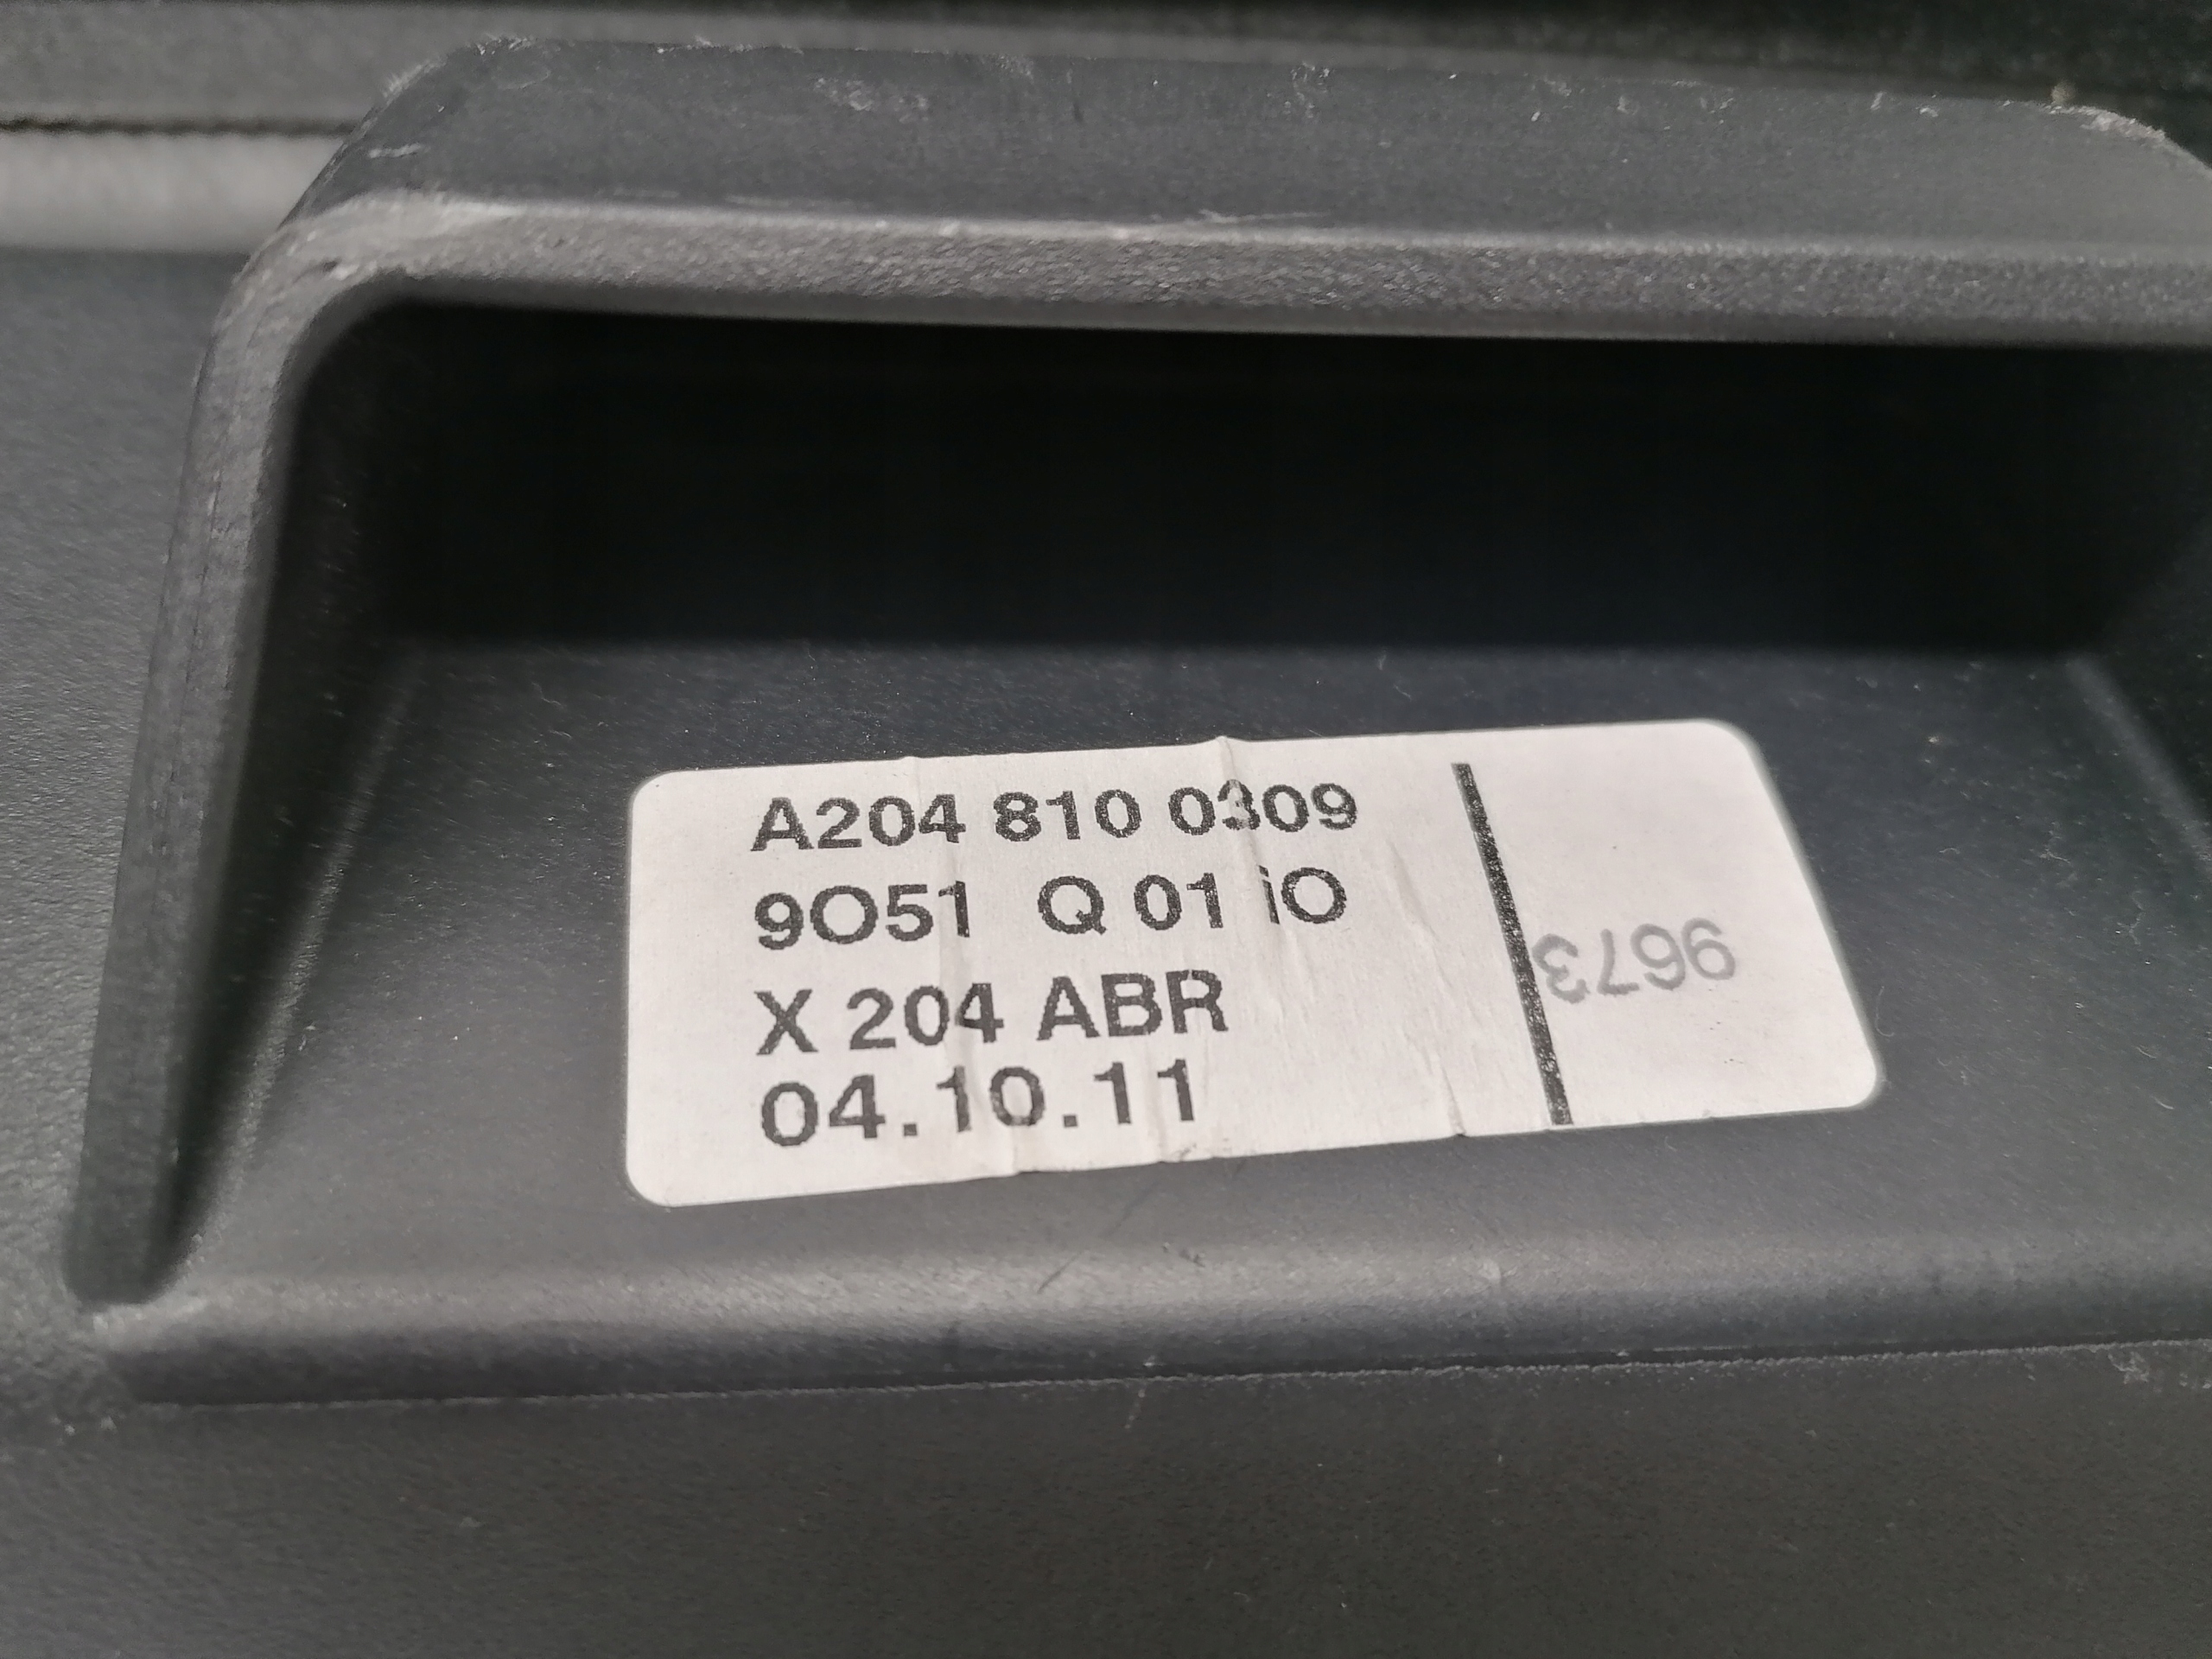 A204 810 0309
9O51 Q 01 iO
X 204 ABR
04.10.11
9673